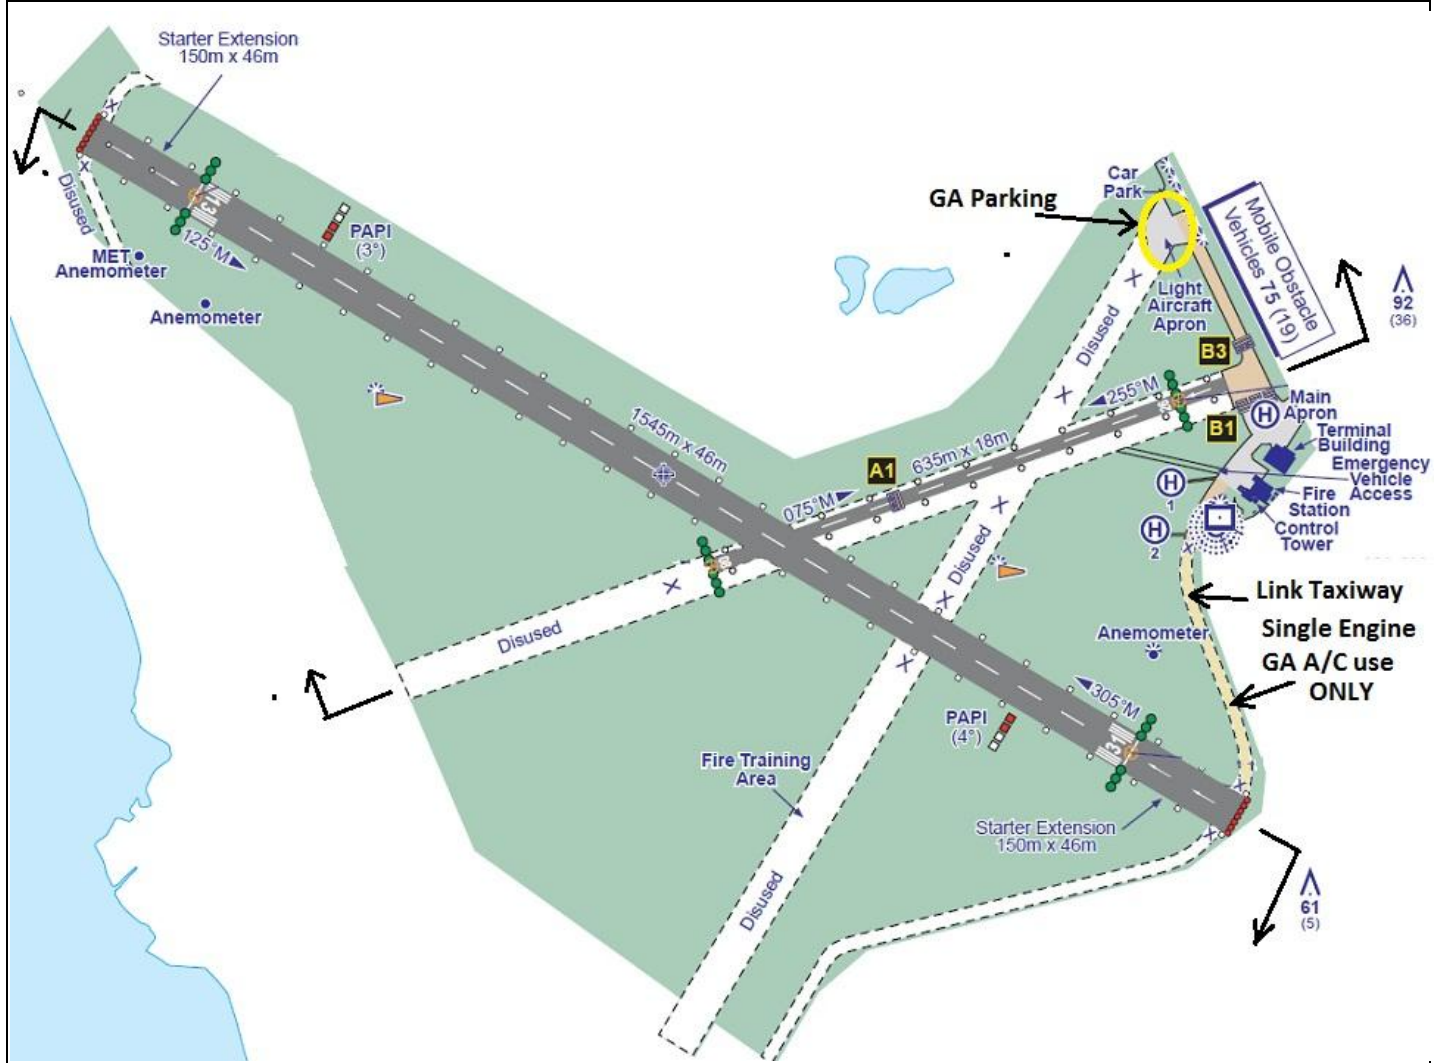 Starter Extension
150m x 46m
Disused
13
125°M
PAPI
(3°)
MET
Anemometer
Anemometer
GA Parking
Car
Park
Mobile Obstacle
Vehicles 75 (19)
Light
Aircraft
Apron
92
(36)
Disused
B3
255°M
Main
Apron
B1
H
Terminal
Building
Emergency
Vehicle
Access
Fire
Station
Control
Tower
H
1
H
2
1545m x 46m
635m x 18m
A1
075°M
Disused
Disused
Link Taxiway
Single Engine
GA A/C use
ONLY
Anemometer
305°M
31
PAPI
(4°)
Fire Training
Area
Starter Extension
150m x 46m
Disused
61
(5)